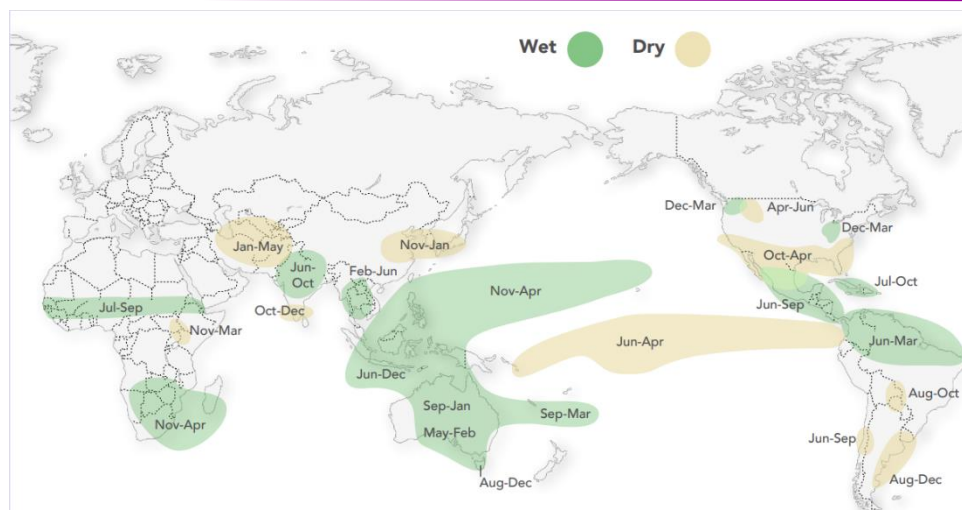 Wet
Dry
Dec-Mar
Apr-Jun
Dec-Mar
Jan-May
Nov-Jan
Oct-Apr
Jun-
Oct
Feb-Jun
Nov-Apr
Jul-Oct
Jul-Sep
Oct-Dec
Jun-Sep
Nov-Mar
Jun-Apr
Jun-Mar
Jun-Dec
Aug-Oct
Sep-Jan
Sep-Mar
Nov-Apr
May-Feb
Jun-Sep
Aug-Dec
Aug-Dec